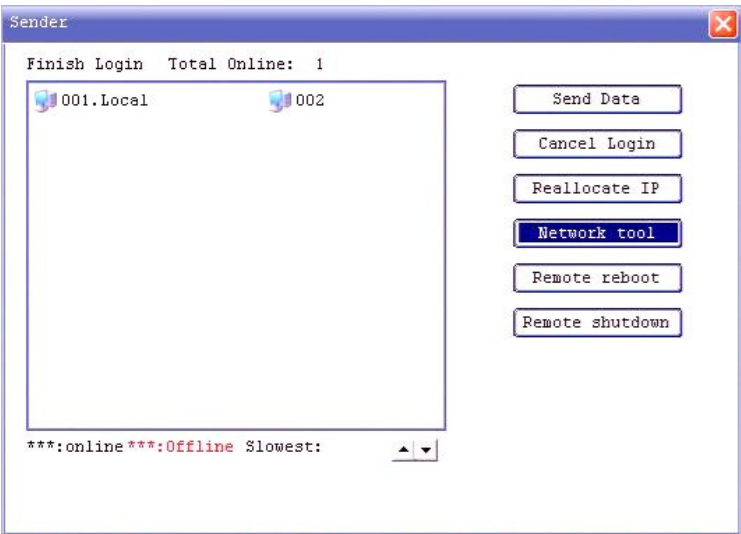 Sender
Finish Login Total Online: 1
001.Local 002
Send Data
Cancel Login
Reallocate IP
Network tool
Remote reboot
Remote shutdown
***:online***:Offline Slowest: